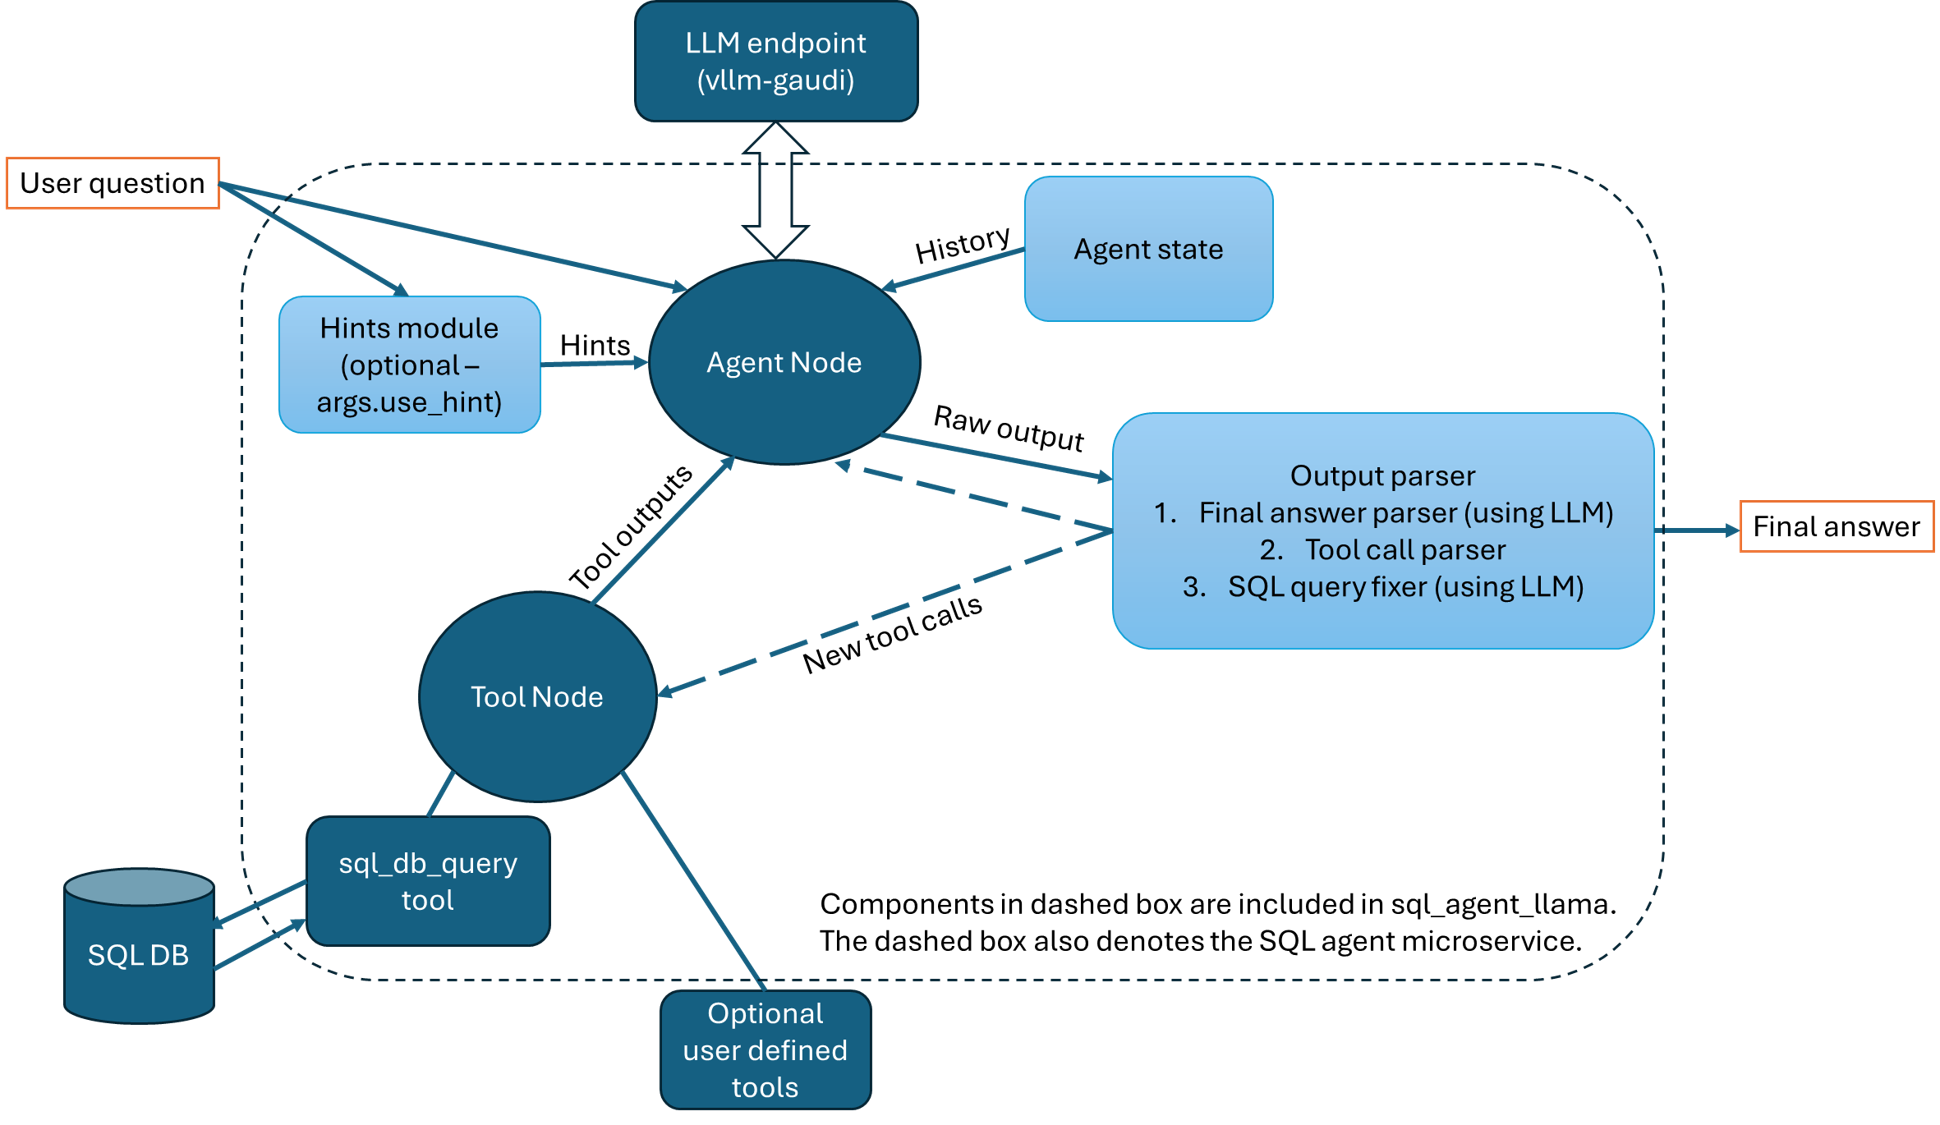 LLM endpoint
(vllm-gaudi)
User question
History
Agent state
Hints module
(optional –
args.use_hint)
Hints
Agent Node
Raw output
Output parser
1. Final answer parser (using LLM)
2. Tool call parser
3. SQL query fixer (using LLM)
Final answer
Tool outputs
New tool calls
Tool Node
sql_db_query
tool
SQL DB
Components in dashed box are included in sql_agent_llama.
The dashed box also denotes the SQL agent microservice.
Optional
user defined
tools